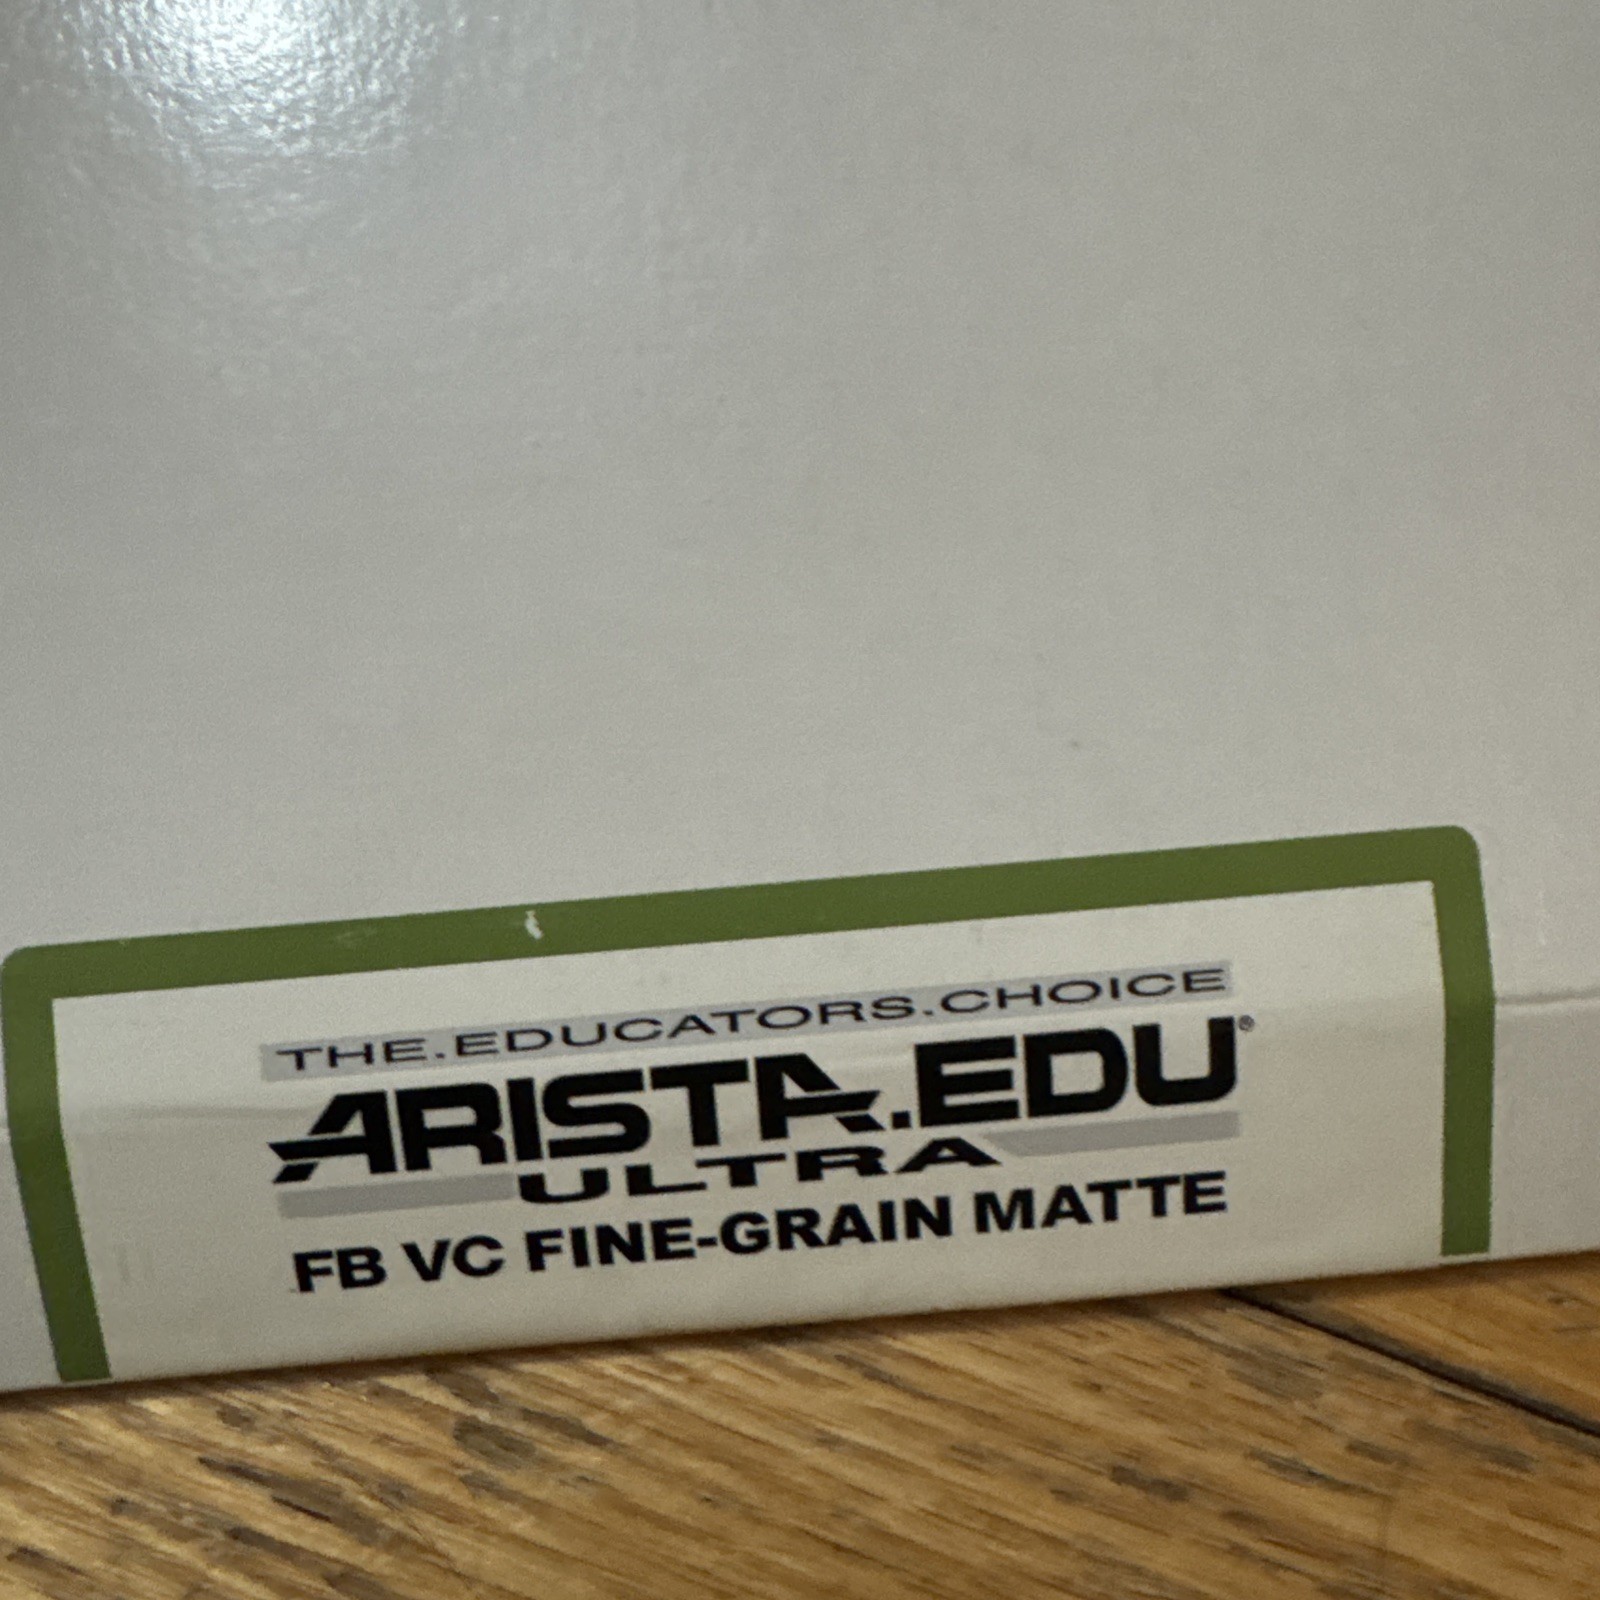 THE.EDUCATORS.CHOICE
ARISTA.EDU®
ULTRA
FB VC FINE-GRAIN MATTE